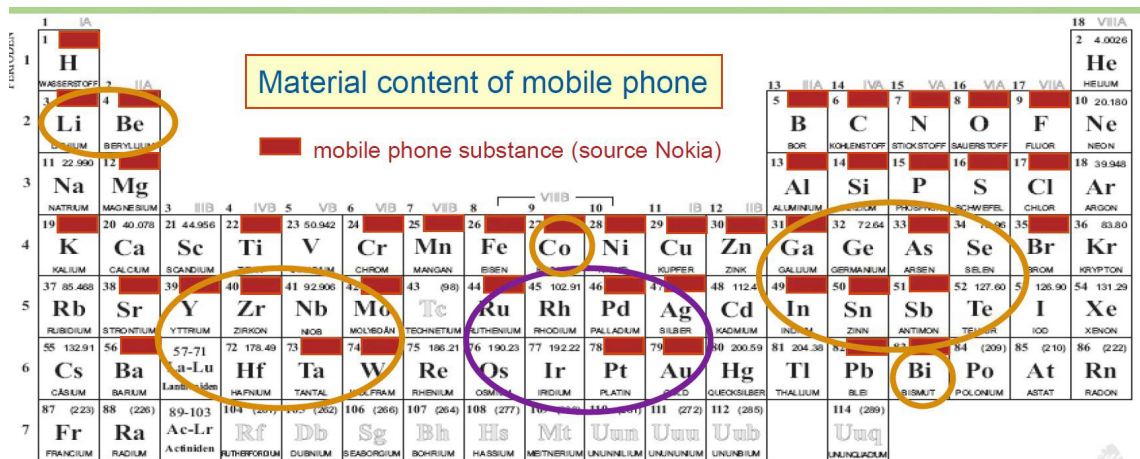 1 IA 18 VIIIA
1 2 4.0026
PERIODEN 1 H He
WASSERSTOFF 2 IIA Material content of mobile phone 13 IIIA 14 IVA 15 VA 16 VIA 17 VIIA HELIUM
3 4 5 6 7 8 9 10 20.180
2 Li Be B C N O F Ne
BERYLLIUM mobile phone substance (source Nokia) BOR KOHLENSTOFF STICKSTOFF SAUERSTOFF FLUOR NEON
11 22.990 12 13 14 15 16 17 18 39.948
3 Na Mg VIIIB Al Si P S Cl Ar
NATRIUM MAGNESIUM 3 IIIB 4 IVB 5 VB 6 VIB 7 VIIB 8 9 10 11 IB 12 IIB ALUMINIUM SCHWEFEL CHLOR ARGON
19 20 40.078 21 44.956 22 23 50.942 24 25 26 27 28 29 30 31 32 72.64 33 34 35 36 83.80
4 K Ca Sc Ti V Cr Mn Fe Co Ni Cu Zn Ga Ge As Se Br Kr
KALIUM CALCIUM SCANDIUM CHROM MANGAN EISEN KUPFER ZINK GALLIUM GERMANIUM ARSEN SELEN BROM KRYPTON
37 85.468 38 39 40 41 92.906 42 43 (98) 44 45 102.91 46 47 48 112.4 49 50 51 52 127.60 53 126.90 54 131.29
5 Rb Sr Y Zr Nb Mo Tc Ru Rh Pd Ag Cd In Sn Sb Te I Xe
RUBIDIUM STRONTIUM YTTRIUM ZIRKON NIOB MOLYBDÄN TECHNETIUM RUTHENIUM RHODIUM PALLADIUM SILBER KADMIUM ZINN ANTIMON IOD XENON
55 132.91 56 57-71 72 178.49 73 74 75 186.21 76 190.23 77 192.22 78 79 80 200.59 81 204.38 82 83 84 (209) 85 (210) 86 (222)
6 Cs Ba La-Lu Hf Ta W Re Os Ir Pt Au Hg Tl Pb Bi Po At Rn
CÄSIUM BARIUM Lanthaniden HAFNIUM TANTAL WOLFRAM RHENIUM OSMIUM IRIDIUM PLATIN GOLD QUECKSILBER THALLIUM BLEI BISMUT POLONIUM ASTAT RADON
87 (223) 88 (226) 89-103 104 105 (262) 106 (266) 107 (264) 108 (277) 111 (272) 112 (285) 114 (289)
7 Fr Ra Ac-Lr Rf Db Sg Bh Hs Mt Uun Uuu Uub Uuq
FRANCIUM RADIUM Actiniden RUTHERFORDIUM DUBNIUM SEABORGIUM BOHRIUM HASSIUM MEITNERIUM UNUNNILIUM UNUNUNIUM UNUNBIUM UNUNQUADIUM